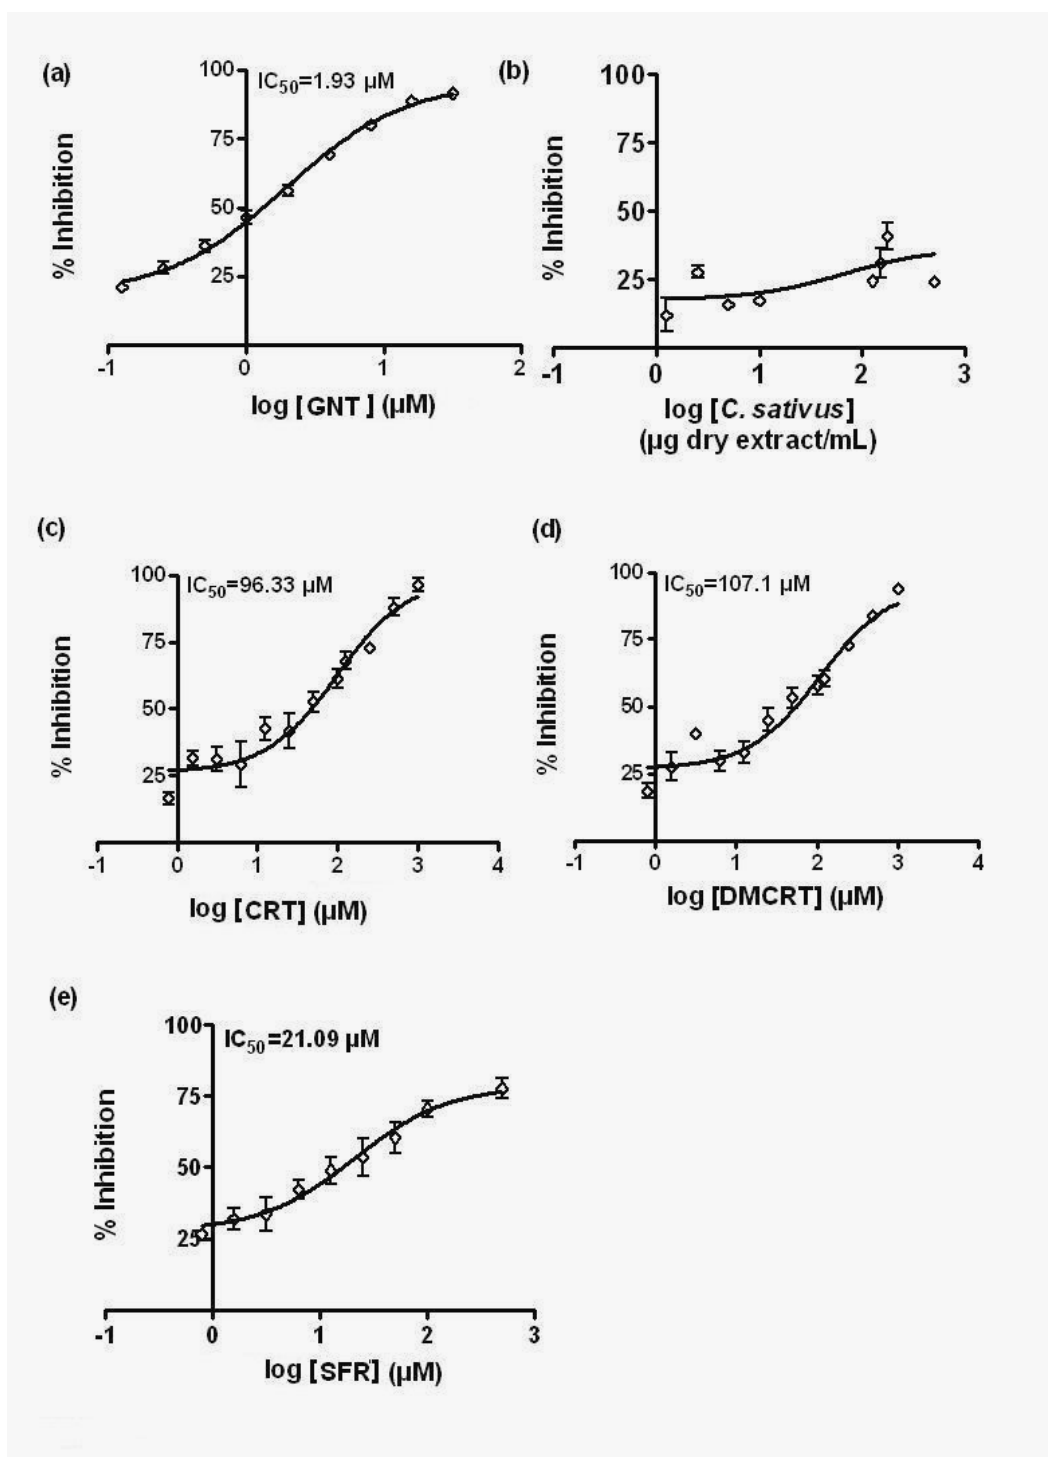 (a)
IC50=1.93 µM
100
75
50
25
% Inhibition
-1 0 1 2
log [GNT ] (µM)
(b)
100
75
50
25
% Inhibition
-1 0 1 2 3
log [C. sativus]
(µg dry extract/mL)
(c)
IC50=96.33 µM
100
75
50
25
% Inhibition
-1 0 1 2 3 4
log [CRT] (µM)
(d)
IC50=107.1 µM
100
75
50
25
% Inhibition
-1 0 1 2 3 4
log [DMCRT] (µM)
(e)
IC50=21.09 µM
100
75
50
25
% Inhibition
-1 0 1 2 3
log [SFR] (µM)